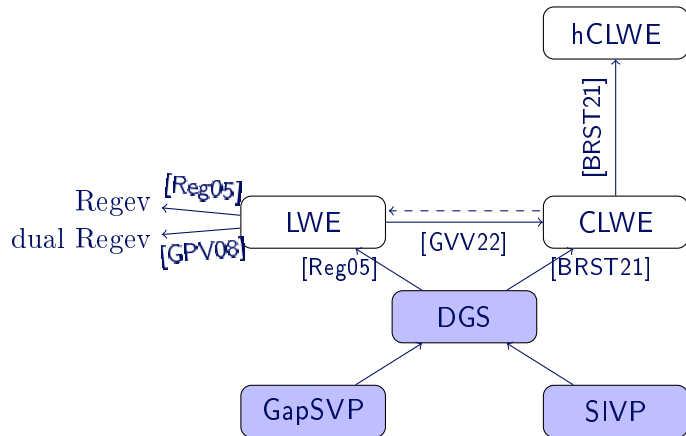 hCLWE
[BRST21]
[Reg05]
Regev
LWE
CLWE
dual Regev
[GVV22]
[GPV08]
[Reg05]
[BRST21]
DGS
GapSVP
SIVP